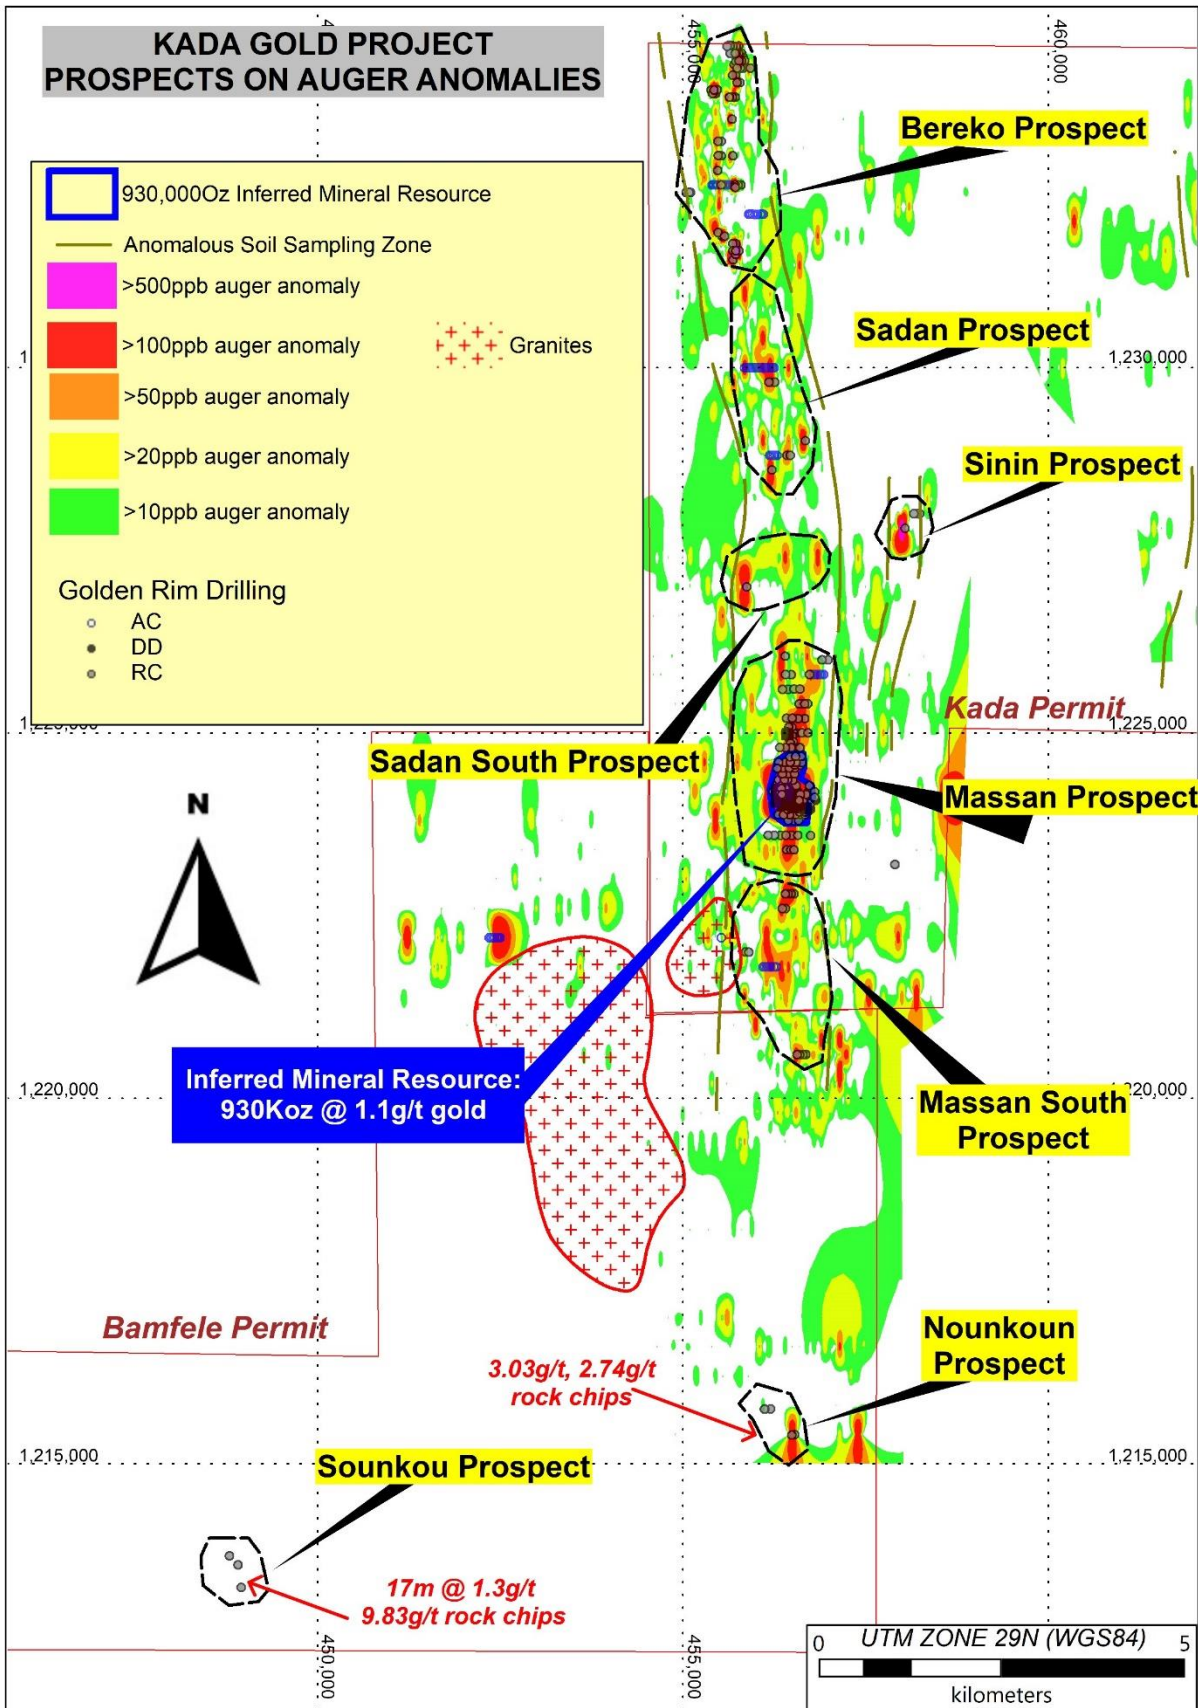 KADA GOLD PROJECT
PROSPECTS ON AUGER ANOMALIES
455,000
460,000
Bereko Prospect
930,000Oz Inferred Mineral Resource
Anomalous Soil Sampling Zone
>500ppb auger anomaly
>100ppb auger anomaly
Granites
>50ppb auger anomaly
>20ppb auger anomaly
>10ppb auger anomaly
Golden Rim Drilling
AC
DD
RC
Sadan Prospect
1,230,000
Sinin Prospect
Kada Permit
1,225,000
Sadan South Prospect
Massan Prospect
N
Inferred Mineral Resource:
930Koz @ 1.1g/t gold
1,220,000
1,220,000
Massan South
Prospect
Bamfele Permit
Nounkoun
Prospect
3.03g/t, 2.74g/t
rock chips
1,215,000
1,215,000
Sounkou Prospect
17m @ 1.3g/t
9.83g/t rock chips
450,000
455,000
0 UTM ZONE 29N (WGS84) 5
kilometers